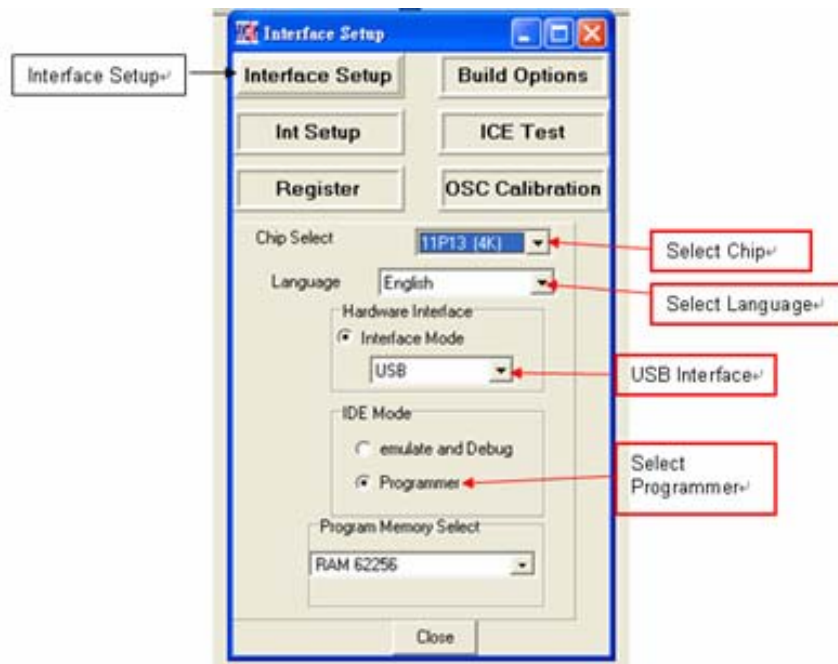 Interface Setup
Interface Setup↵
Interface Setup
Build Options
Int Setup
ICE Test
Register
OSC Calibration
Chip Select
11P13 (4K)
Select Chip↵
Language
English
Select Language↵
Hardware Interface
Interface Mode
USB
USB Interface↵
IDE Mode
emulate and Debug
Programmer
Select
Programmer↵
Program Memory Select
RAM 62256
Close